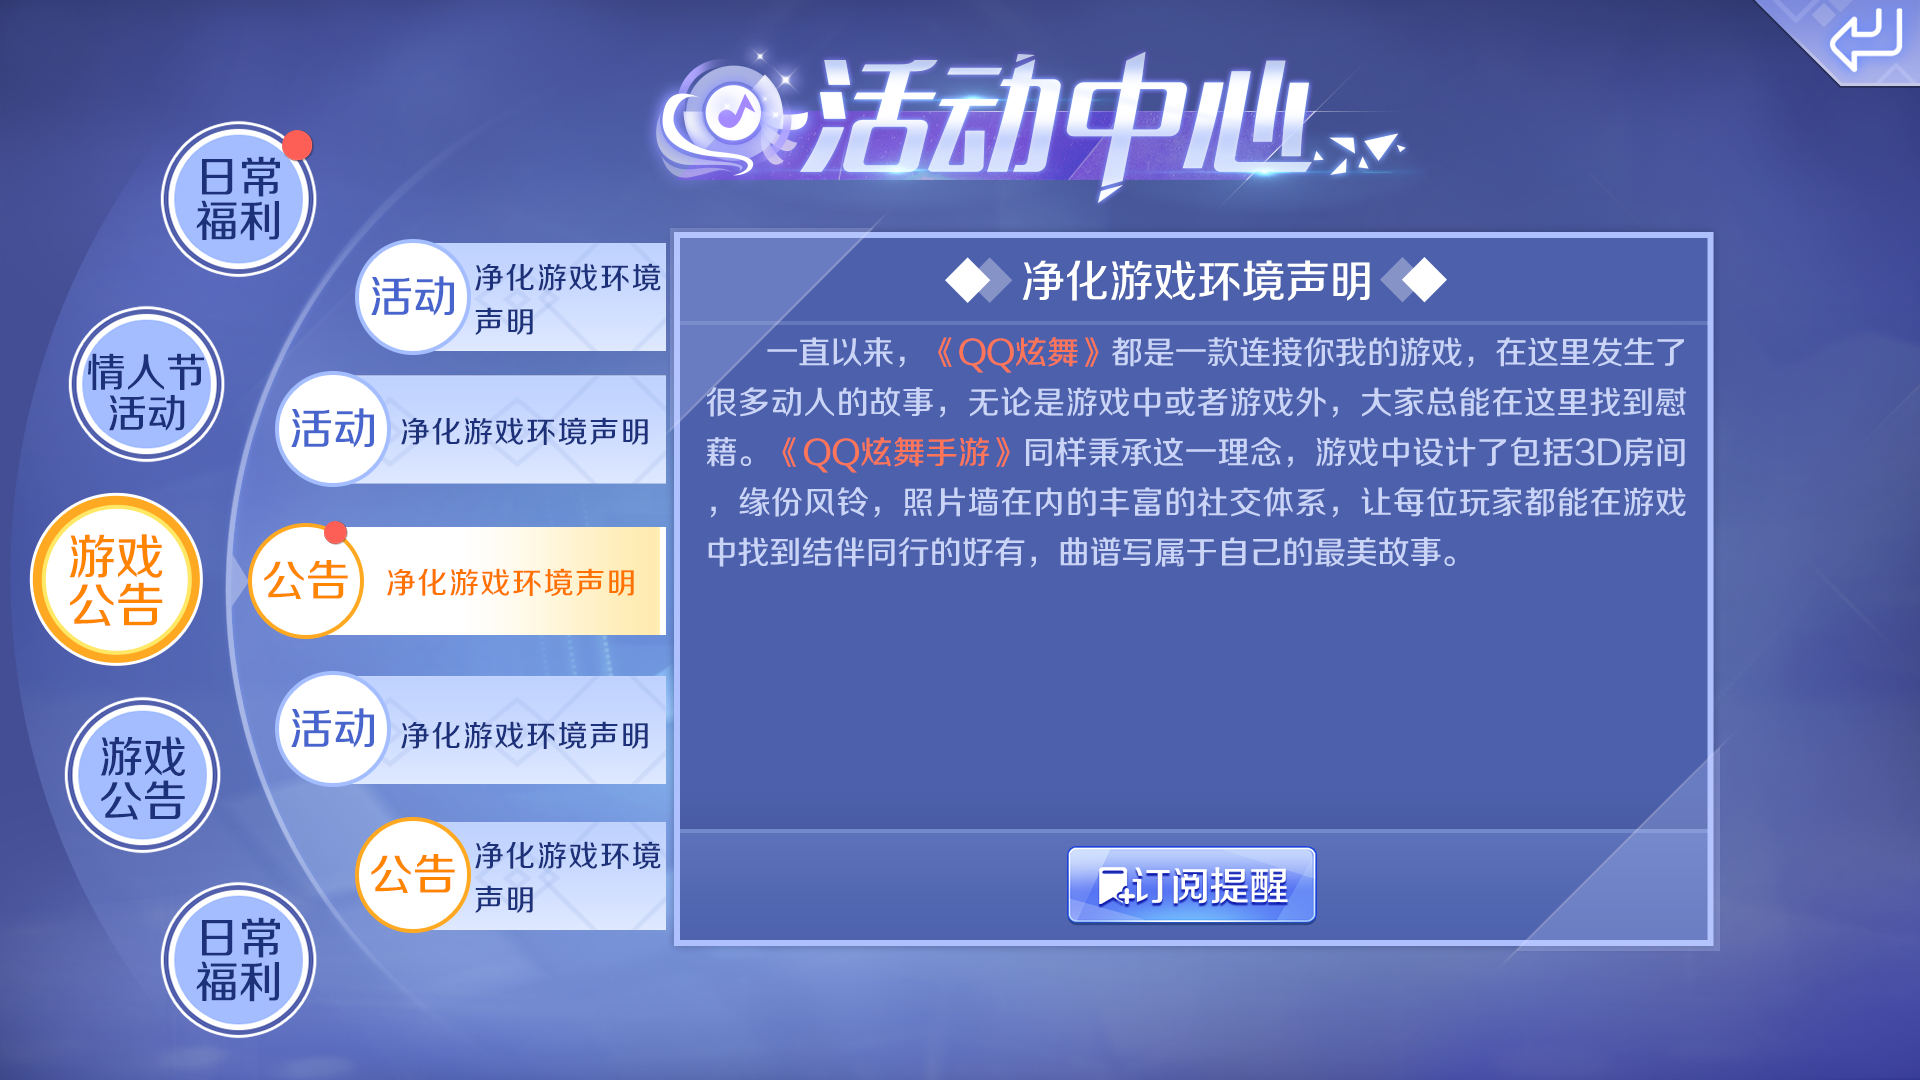 活动中心
日常
福利
情人节
活动
游戏
公告
游戏
公告
日常
福利
活动
净化游戏环境
声明
活动
净化游戏环境声明
公告
净化游戏环境声明
活动
净化游戏环境声明
公告
净化游戏环境
声明
净化游戏环境声明
一直以来，《QQ炫舞》都是一款连接你我的游戏，在这里发生了
很多动人的故事，无论是游戏中或者游戏外，大家总能在这里找到慰
藉。《QQ炫舞手游》同样秉承这一理念，游戏中设计了包括3D房间
，缘份风铃，照片墙在内的丰富的社交体系，让每位玩家都能在游戏
中找到结伴同行的好有，曲谱写属于自己的最美故事。
订阅提醒